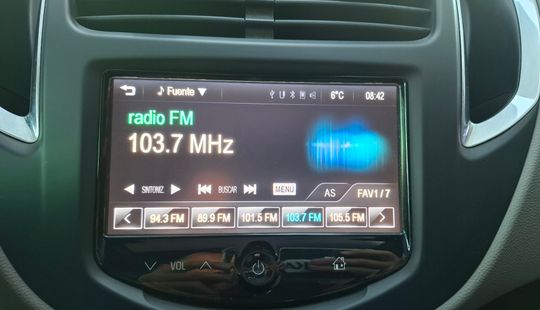 Fuente 6°C 08:42
radio FM
103.7 MHz
SINTONIZ. BUSCAR MENU AS FAV1/7
94.3 FM 89.9 FM 101.5 FM 103.7 FM 105.5 FM
VOL